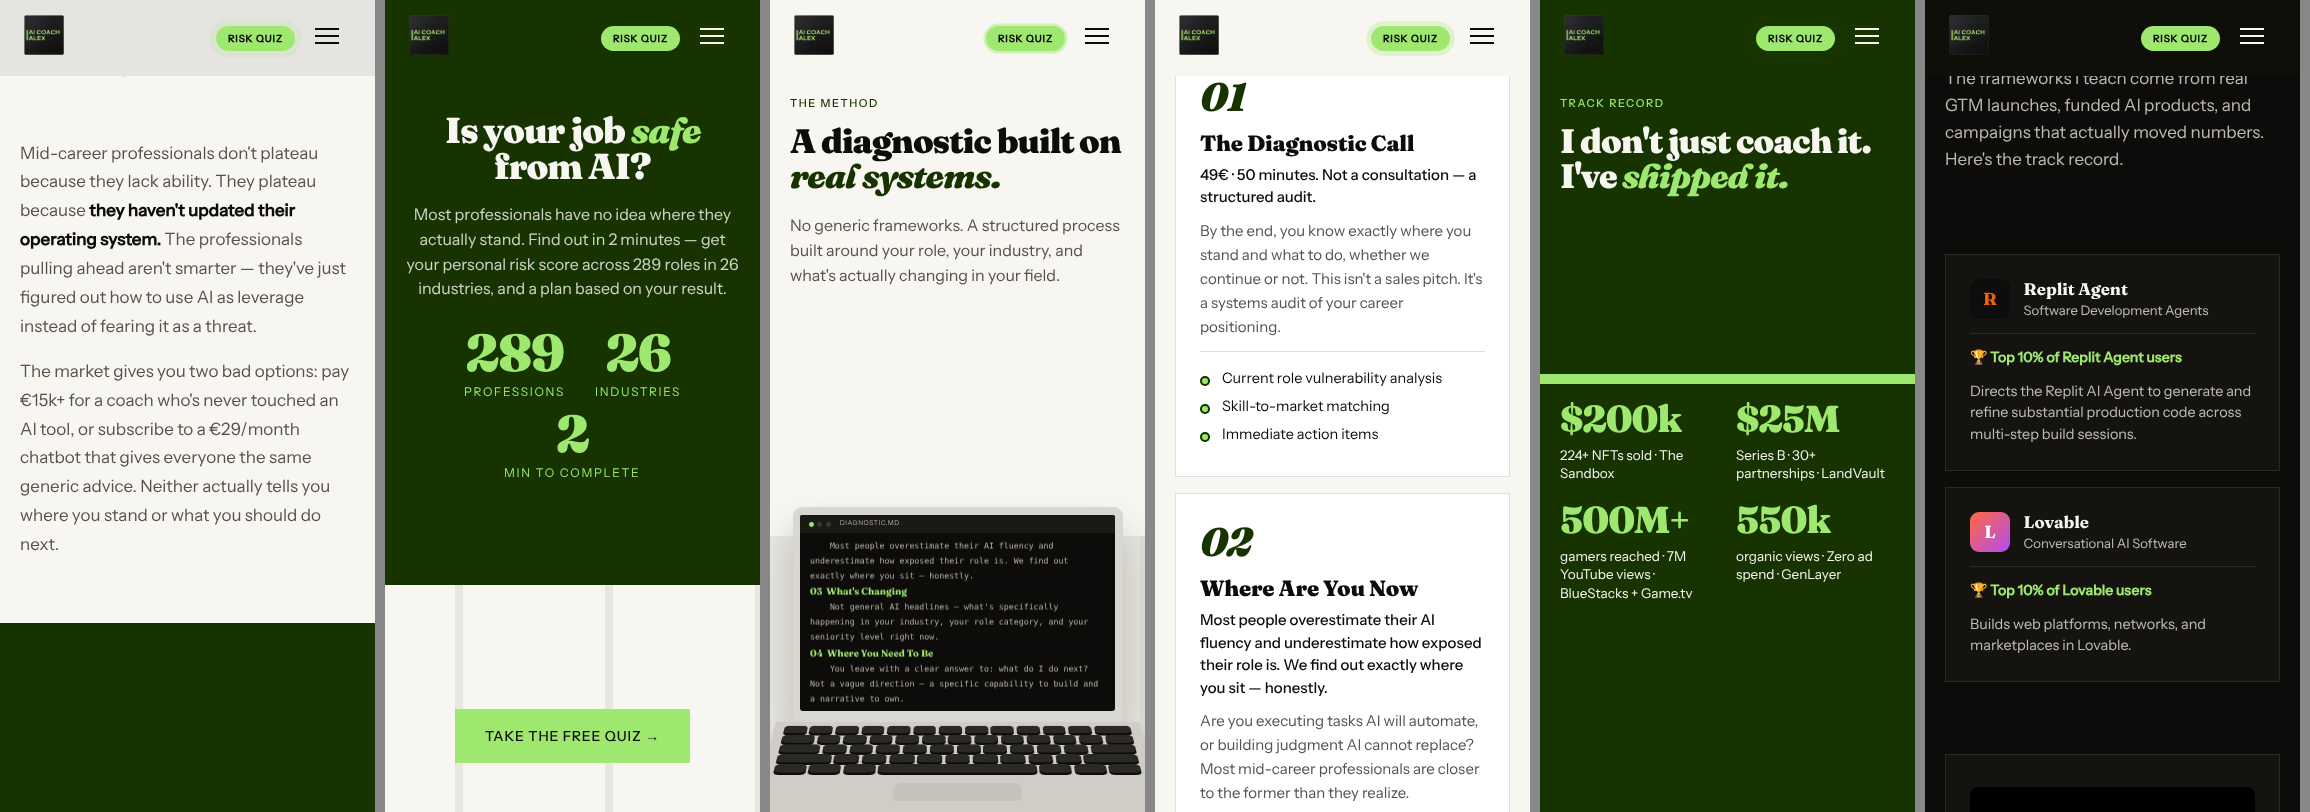 AI COACH
ALEX
RISK QUIZ
Mid-career professionals don't plateau
because they lack ability. They plateau
because they haven't updated their
operating system. The professionals
pulling ahead aren't smarter — they've just
figured out how to use AI as leverage
instead of fearing it as a threat.
The market gives you two bad options: pay
€15k+ for a coach who's never touched an
AI tool, or subscribe to a €29/month
chatbot that gives everyone the same
generic advice. Neither actually tells you
where you stand or what you should do
next.
AI COACH
ALEX
RISK QUIZ
Is your job safe
from AI?
Most professionals have no idea where they
actually stand. Find out in 2 minutes — get
your personal risk score across 289 roles in 26
industries, and a plan based on your result.
289
PROFESSIONS
26
INDUSTRIES
2
MIN TO COMPLETE
TAKE THE FREE QUIZ →
AI COACH
ALEX
RISK QUIZ
THE METHOD
A diagnostic built on
real systems.
No generic frameworks. A structured process
built around your role, your industry, and
what's actually changing in your field.
DIAGNOSTIC.MD
Most people overestimate their AI fluency and
underestimate how exposed their role is. We find out
exactly where you sit — honestly.
03 What's Changing
Not general AI headlines — what's specifically
happening in your industry, your role category, and your
seniority level right now.
04 Where You Need To Be
You leave with a clear answer to: what do I do next?
Not a vague direction — a specific capability to build and
a narrative to own.
AI COACH
ALEX
RISK QUIZ
01
The Diagnostic Call
49€ · 50 minutes. Not a consultation — a
structured audit.
By the end, you know exactly where you
stand and what to do, whether we
continue or not. This isn't a sales pitch. It's
a systems audit of your career
positioning.
Current role vulnerability analysis
Skill-to-market matching
Immediate action items
02
Where Are You Now
Most people overestimate their AI
fluency and underestimate how exposed
their role is. We find out exactly where
you sit — honestly.
Are you executing tasks AI will automate,
or building judgment AI cannot replace?
Most mid-career professionals are closer
to the former than they realize.
AI COACH
ALEX
RISK QUIZ
TRACK RECORD
I don't just coach it.
I've shipped it.
$200k
224+ NFTs sold · The
Sandbox
$25M
Series B · 30+
partnerships · LandVault
500M+
gamers reached · 7M
YouTube views ·
BlueStacks + Game.tv
550k
organic views · Zero ad
spend · GenLayer
AI COACH
ALEX
RISK QUIZ
The frameworks I teach come from real
GTM launches, funded AI products, and
campaigns that actually moved numbers.
Here's the track record.
R
Replit Agent
Software Development Agents
🏆 Top 10% of Replit Agent users
Directs the Replit AI Agent to generate and
refine substantial production code across
multi-step build sessions.
L
Lovable
Conversational AI Software
🏆 Top 10% of Lovable users
Builds web platforms, networks, and
marketplaces in Lovable.